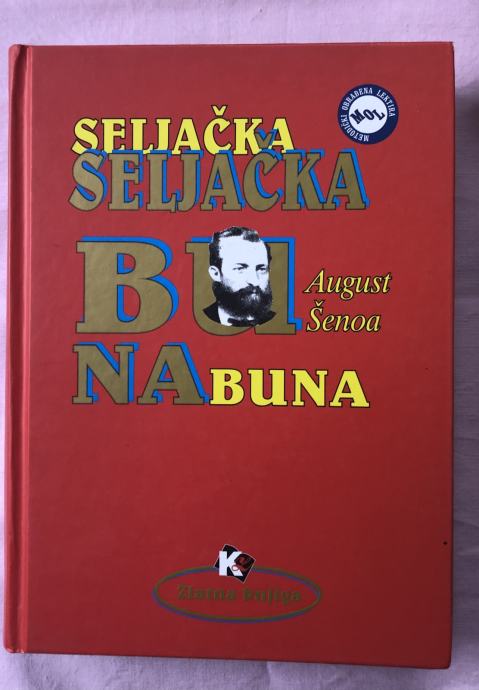 SELJAČKA
SELJAČKA
BU
NA
BUNA
August
Šenoa
METODIČKI OBRAĐENA LEKTIRA
MOL
K
Zlatna knjiga